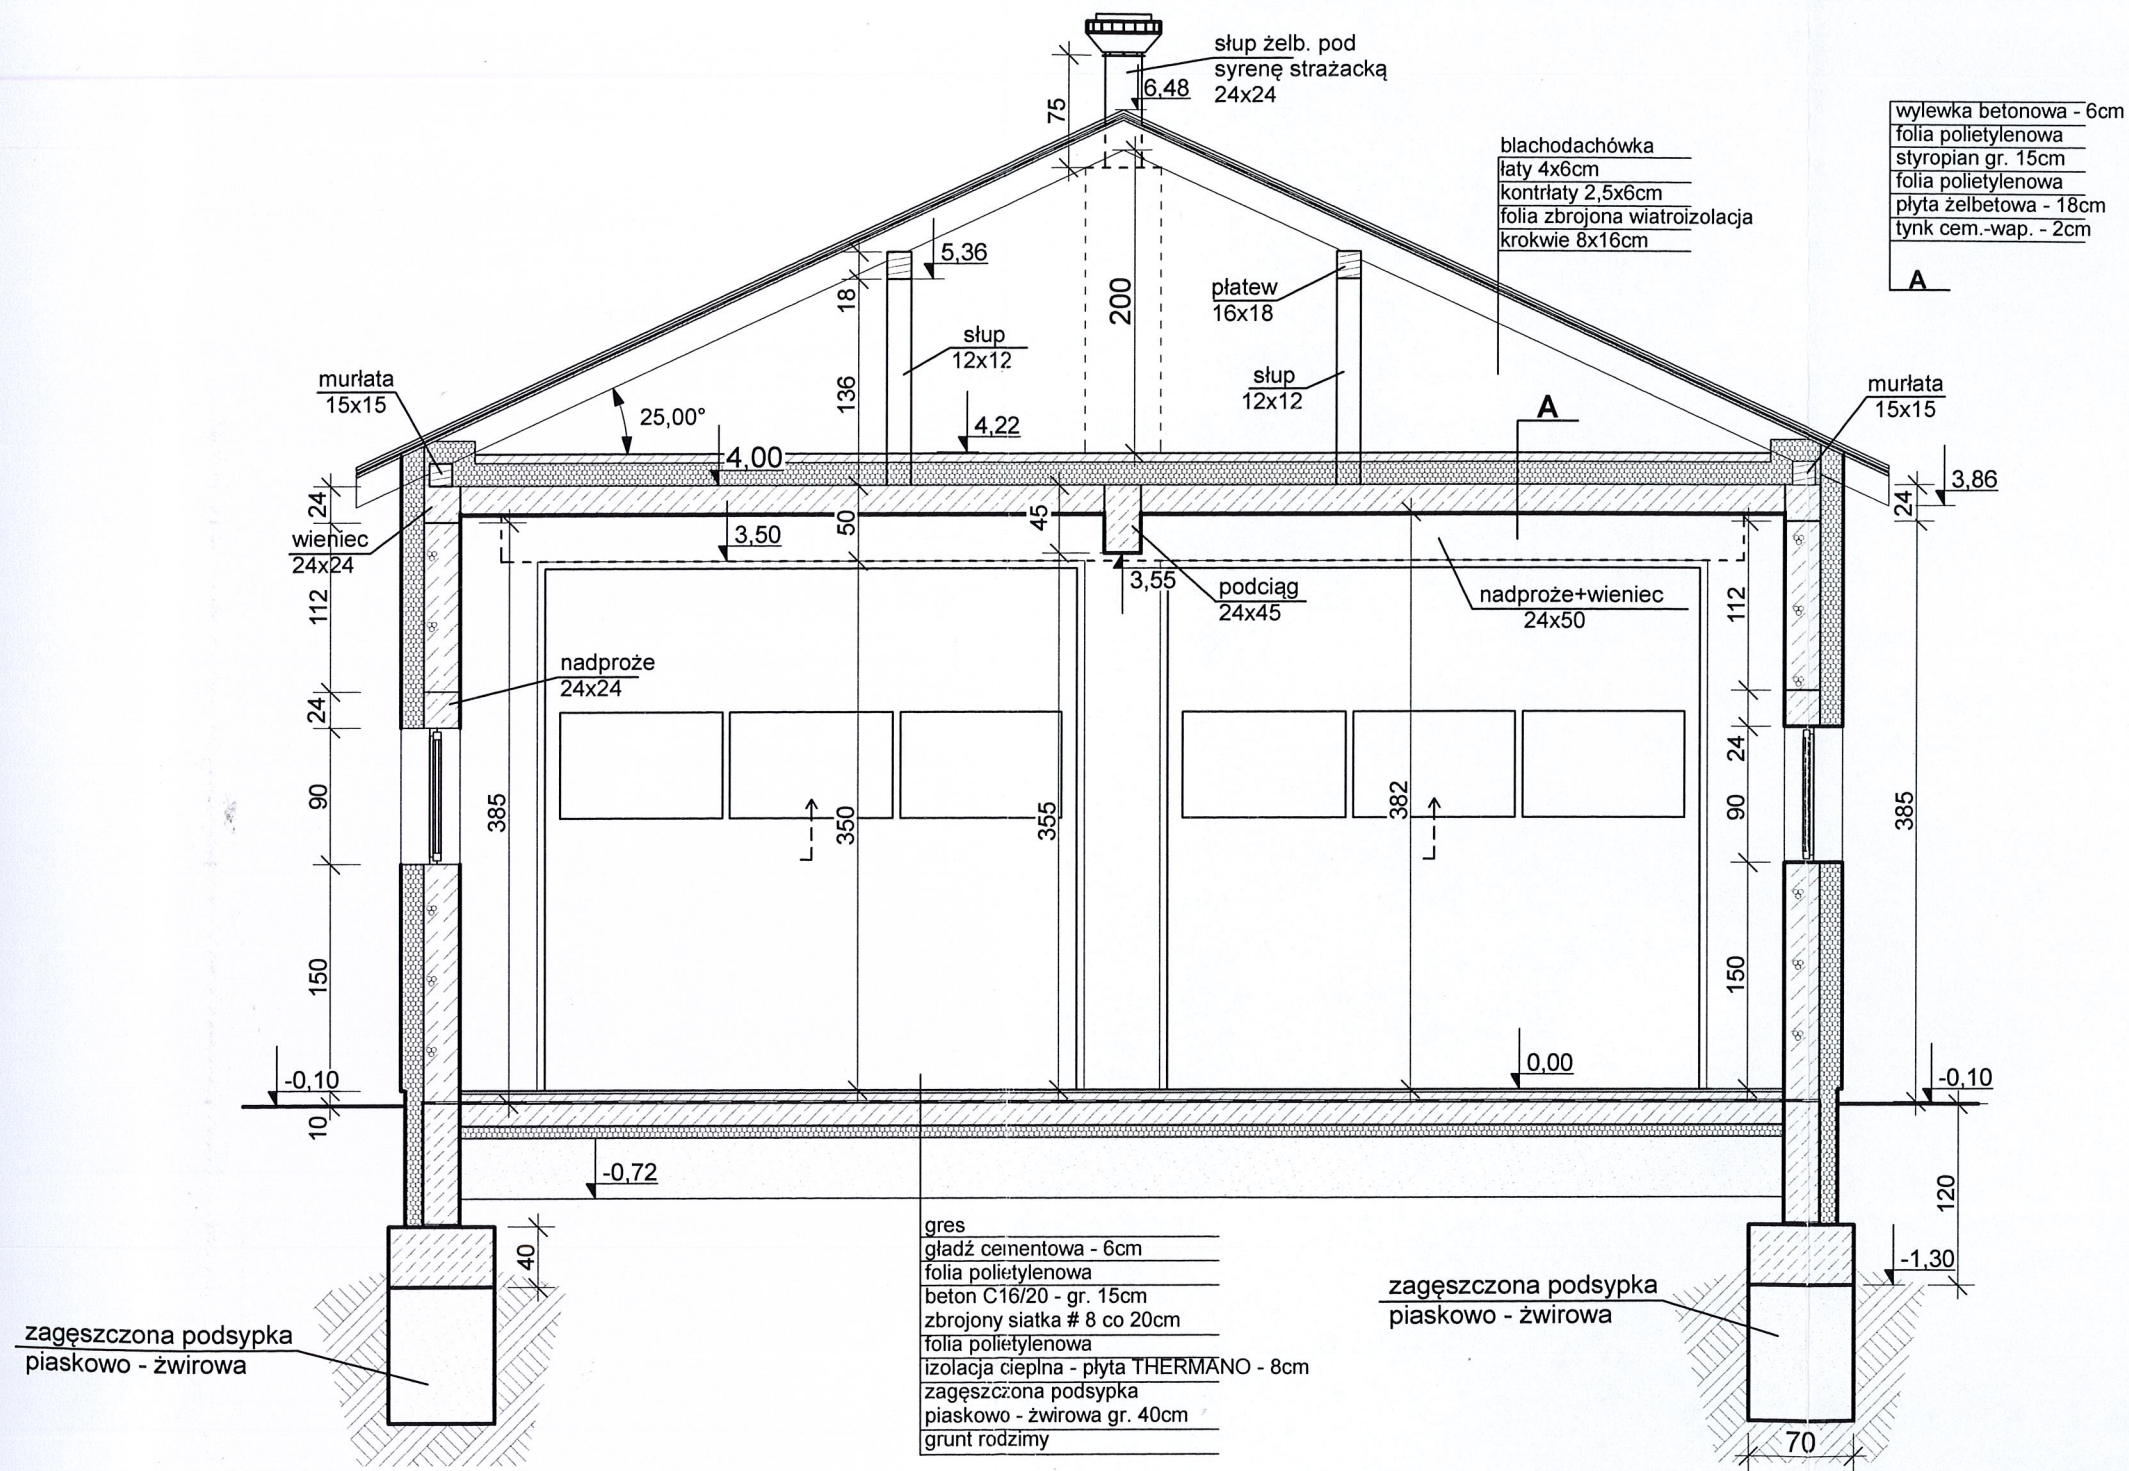 słup żelb. pod
syrenę strażacką
24x24
6,48
75
wylewka betonowa - 6cm
folia polietylenowa
styropian gr. 15cm
folia polietylenowa
płyta żelbetowa - 18cm
tynk cem.-wap. - 2cm
A
blachodachówka
łaty 4x6cm
kontrłaty 2,5x6cm
folia zbrojona wiatroizolacja
krokwie 8x16cm
5,36
18
200
płatew
16x18
słup
12x12
słup
12x12
136
murłata
15x15
murłata
15x15
25,00°
A
4,22
4,00
3,86
24
24
50
45
3,50
3,55
wieniec
24x24
podciąg
24x45
nadproże+wieniec
24x50
112
112
nadproże
24x24
24
24
90
90
385
350
355
382
385
150
150
0,00
-0,10
10
-0,10
-0,72
120
40
-1,30
gres
gładź cementowa - 6cm
folia polietylenowa
beton C16/20 - gr. 15cm
zbrojony siatka # 8 co 20cm
folia polietylenowa
izolacja cieplna - płyta THERMANO - 8cm
zagęszczona podsypka
piaskowo - żwirowa gr. 40cm
grunt rodzimy
zagęszczona podsypka
piaskowo - żwirowa
zagęszczona podsypka
piaskowo - żwirowa
70